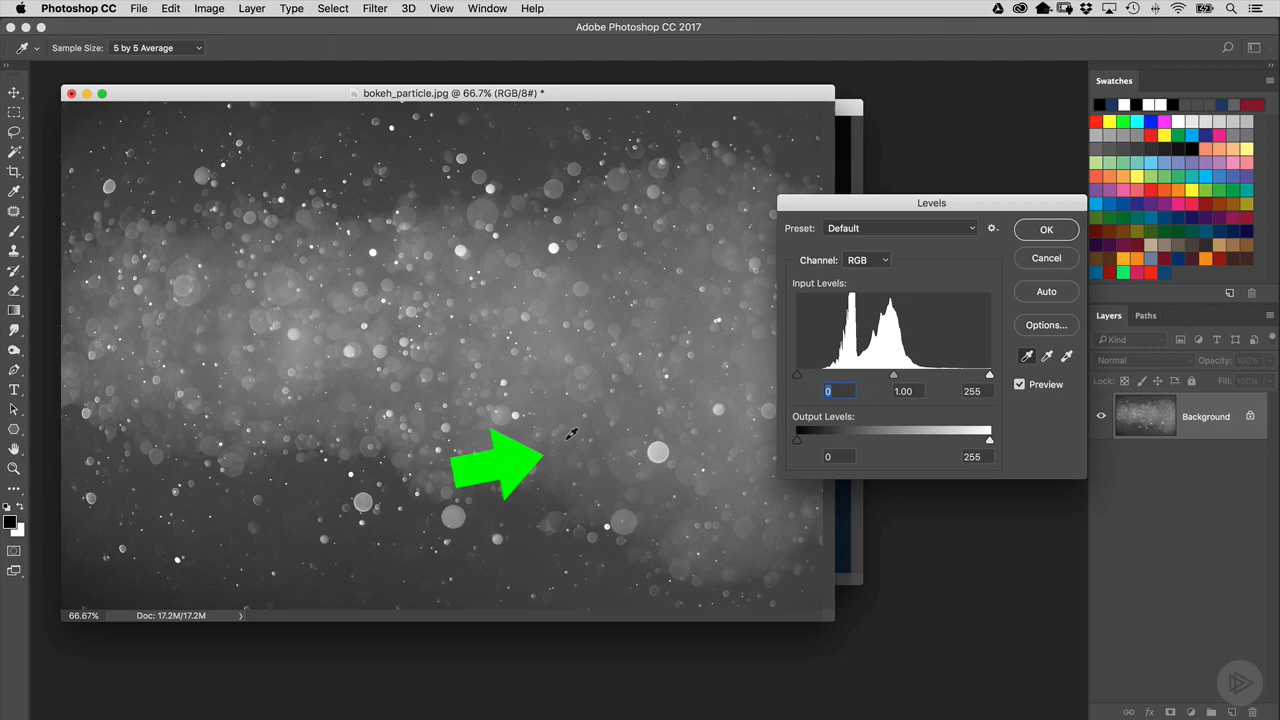 Photoshop CC File Edit Image Layer Type Select Filter 3D View Window Help
Adobe Photoshop CC 2017
Sample Size: 5 by 5 Average
bokeh_particle.jpg @ 66.7% (RGB/8#) *
66.67% Doc: 17.2M/17.2M
Levels
Preset: Default
OK
Channel: RGB
Cancel
Input Levels:
Auto
Options...
0 1.00 255
Preview
Output Levels:
0 255
Swatches
Layers Paths
Kind
Normal Opacity: 100%
Lock: Fill: 100%
Background
T
fx